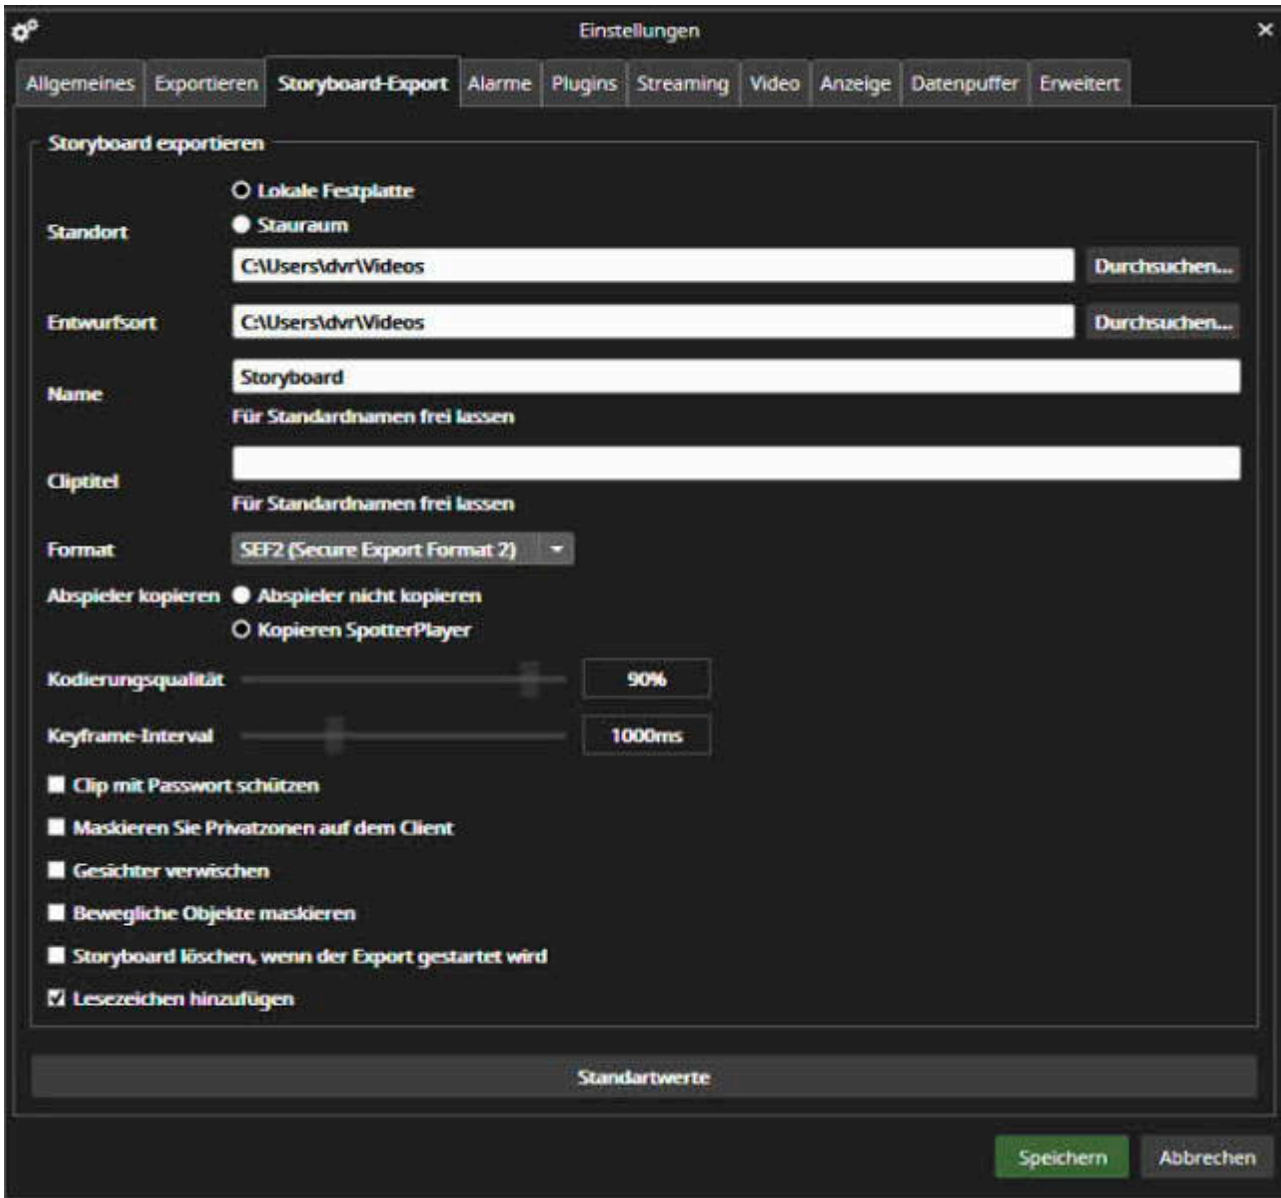 Einstellungen
Allgemeines Exportieren Storyboard-Export Alarme Plugins Streaming Video Anzeige Datenpuffer Erweitert
Storyboard exportieren
Lokale Festplatte
Standort
Stauraum
C:\Users\dvr\Videos Durchsuchen...
Entwurfsort C:\Users\dvr\Videos Durchsuchen...
Storyboard
Name
Für Standardnamen frei lassen
Cliptitel
Für Standardnamen frei lassen
Format SEF2 (Secure Export Format 2)
Abspieler kopieren Abspieler nicht kopieren
Kopieren SpotterPlayer
Kodierungsqualität 90%
Keyframe-Interval 1000ms
Clip mit Passwort schützen
Maskieren Sie Privatzonen auf dem Client
Gesichter verwischen
Bewegliche Objekte maskieren
Storyboard löschen, wenn der Export gestartet wird
Lesezeichen hinzufügen
Standartwerte
Speichern Abbrechen